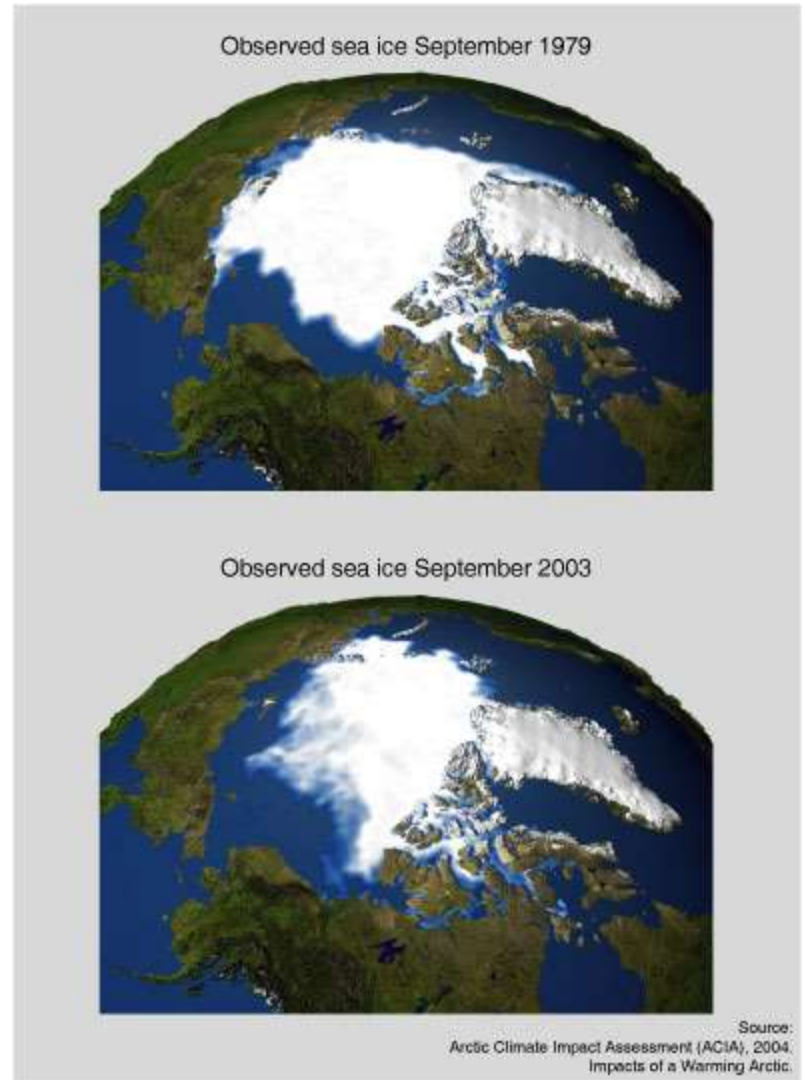 Observed sea ice September 1979
Observed sea ice September 2003
Source:
Arctic Climate Impact Assessment (ACIA), 2004.
Impacts of a Warming Arctic.